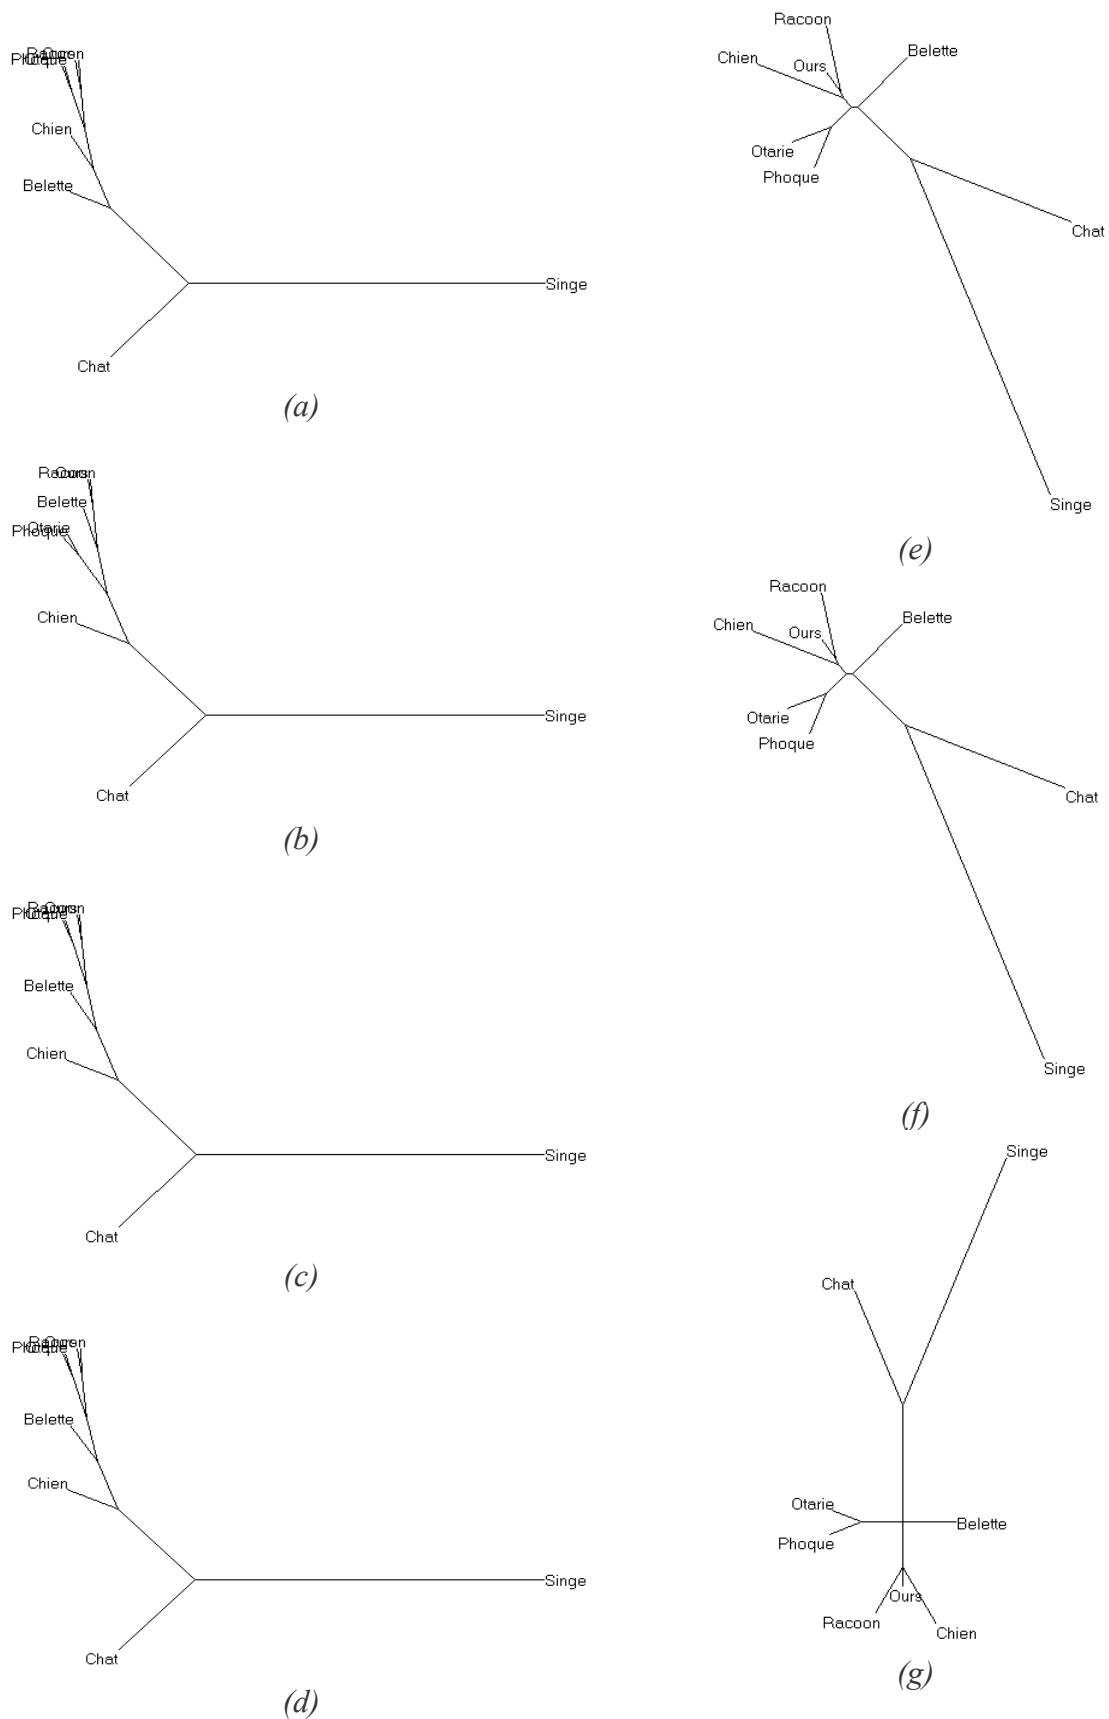 Chien
Belette
Singe
Chat
(a)
Belette
Chien
Singe
Chat
(b)
Belette
Chien
Singe
Chat
(c)
Belette
Chien
Singe
Chat
(d)
Racoon
Belette
Chien
Ours
Otarie
Phoque
Chat
Singe
(e)
Racoon
Belette
Chien
Ours
Otarie
Phoque
Chat
Singe
(f)
Singe
Chat
Otarie
Belette
Phoque
Ours
Racoon
Chien
(g)